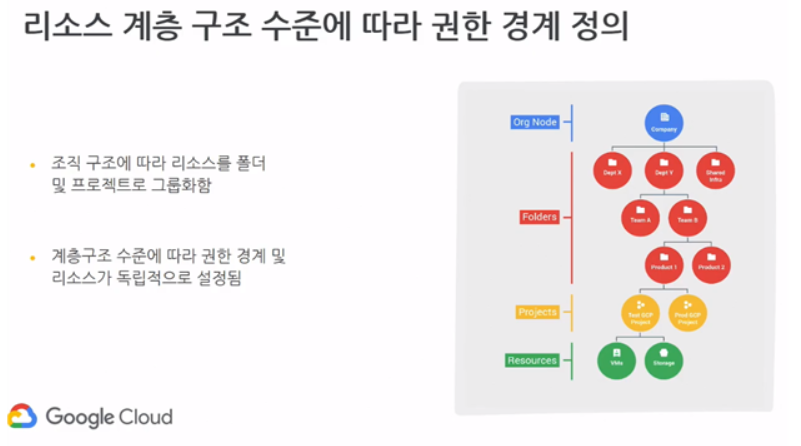 리소스 계층 구조 수준에 따라 권한 경계 정의
조직 구조에 따라 리소스를 폴더
및 프로젝트로 그룹화함
계층구조 수준에 따라 권한 경계 및
리소스가 독립적으로 설정됨
Org Node
Company
Dept X
Dept Y
Shared
Infra
Folders
Team A
Team B
Product 1
Product 2
Projects
Test GCP
Project
Prod GCP
Project
Resources
VMs
Storage
Google Cloud